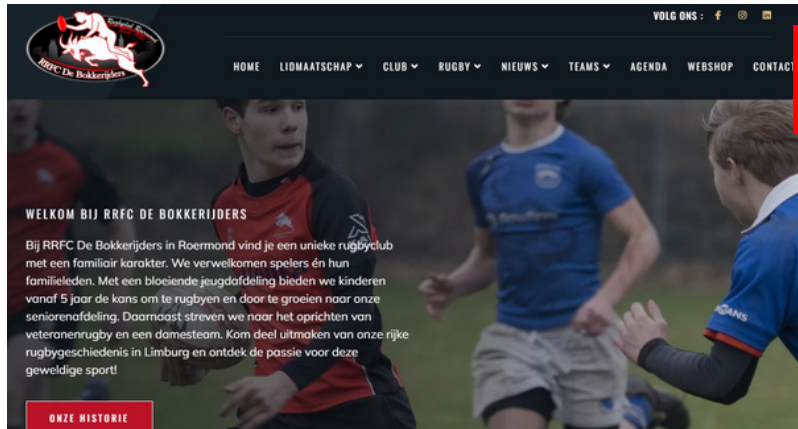 VOLG ONS :
Rugbyclub Roermond
RRFC De Bokkerijders
HOME LIDMAATSCHAP CLUB RUGBY NIEUWS TEAMS AGENDA WEBSHOP CONTACT
WELKOM BIJ RRFC DE BOKKERIJDERS
Bij RRFC De Bokkerijders in Roermond vind je een unieke rugbyclub
met een familiair karakter. We verwelkomen spelers én hun
familieleden. Met een bloeiende jeugdafdeling bieden we kinderen
vanaf 5 jaar de kans om te rugbyen en door te groeien naar onze
seniorenafdeling. Daarnaast streven we naar het oprichten van
veteranenrugby en een damesteam. Kom deel uitmaken van onze rijke
rugbygeschiedenis in Limburg en ontdek de passie voor deze
geweldige sport!
ONZE HISTORIE